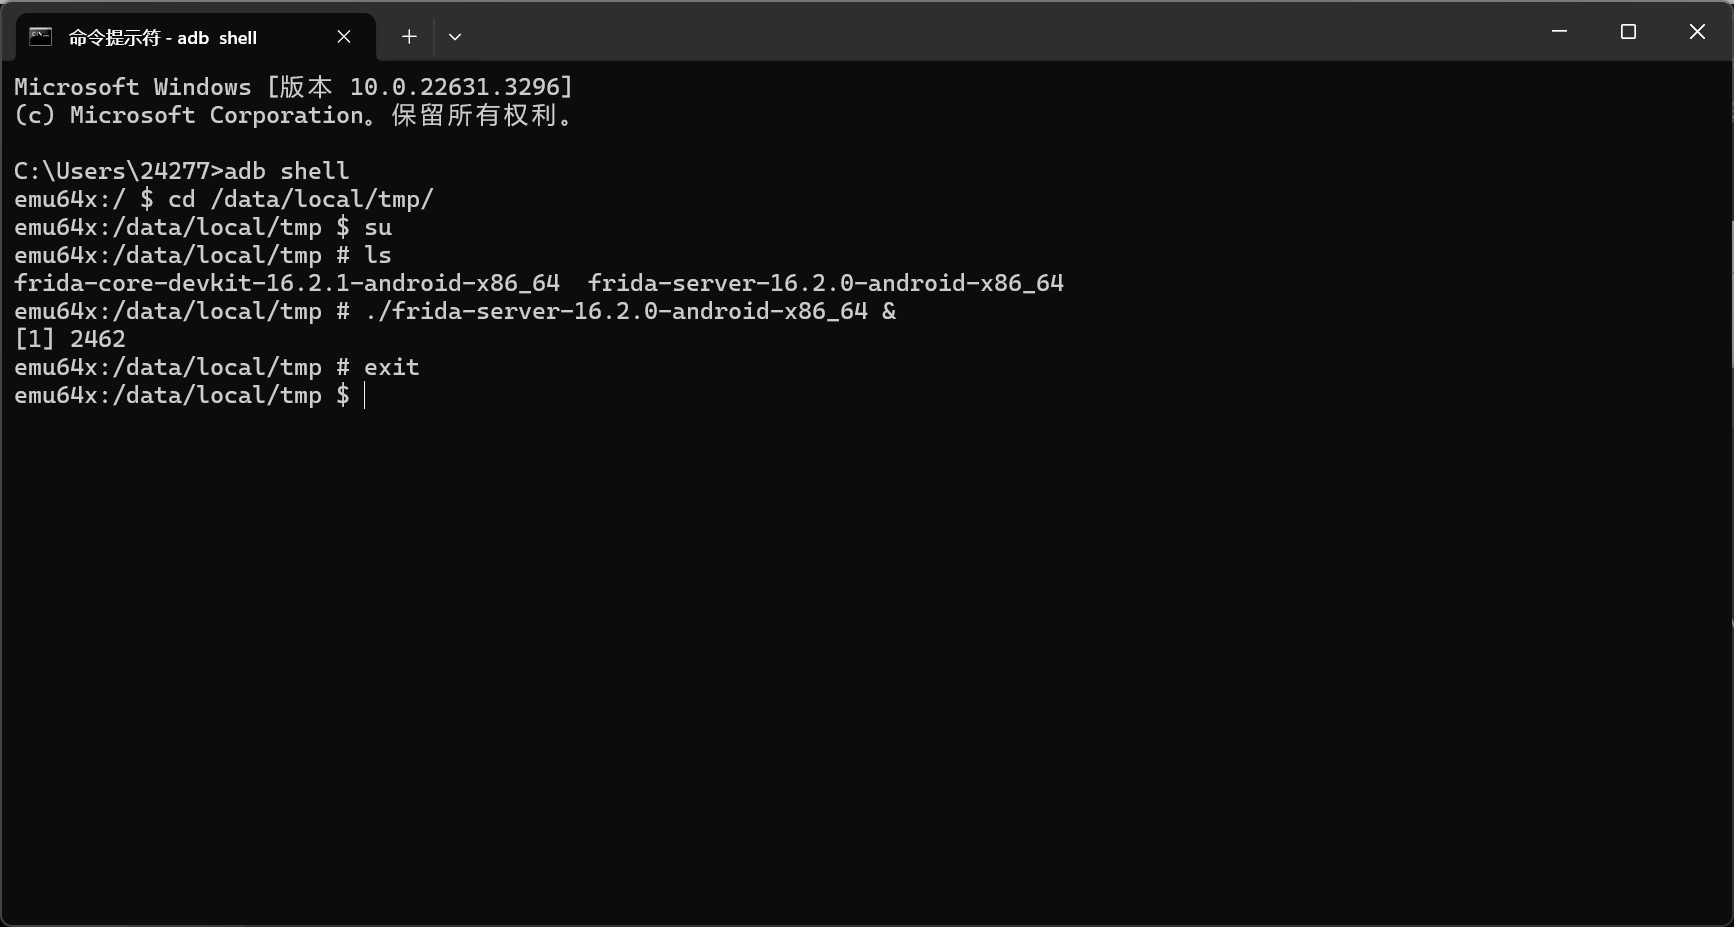 命令提示符 - adb  shell
Microsoft Windows [版本 10.0.22631.3296]
(c) Microsoft Corporation。保留所有权利。
C:\Users\24277>adb shell
emu64x:/ $ cd /data/local/tmp/
emu64x:/data/local/tmp $ su
emu64x:/data/local/tmp # ls
frida-core-devkit-16.2.1-android-x86_64  frida-server-16.2.0-android-x86_64
emu64x:/data/local/tmp # ./frida-server-16.2.0-android-x86_64 &
[1] 2462
emu64x:/data/local/tmp # exit
emu64x:/data/local/tmp $